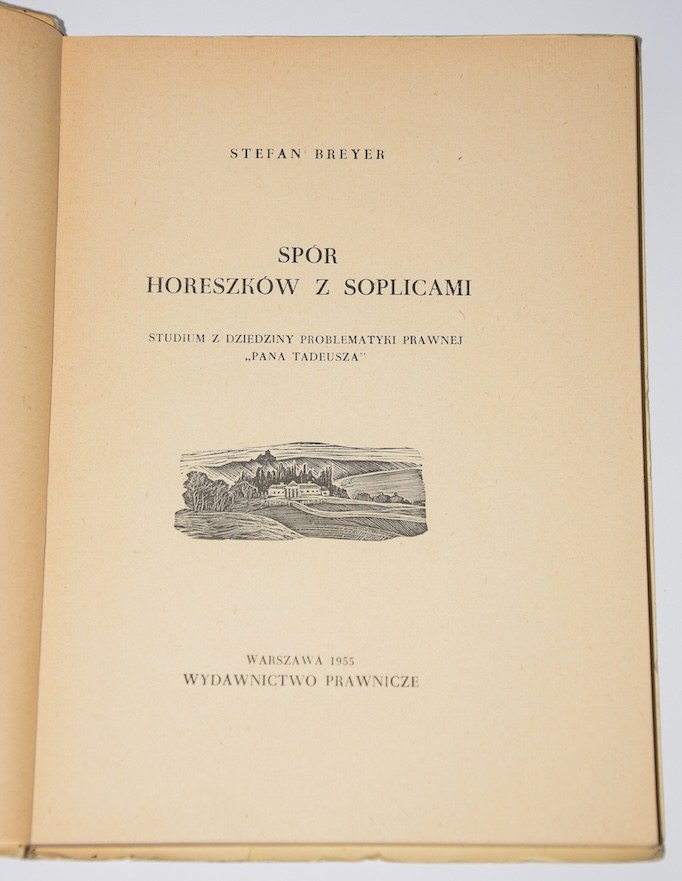 STEFAN BREYER
SPÓR
HORESZKÓW Z SOPLICAMI
STUDIUM Z DZIEDZINY PROBLEMATYKI PRAWNEJ
„PANA TADEUSZA”
WARSZAWA 1955
WYDAWNICTWO PRAWNICZE